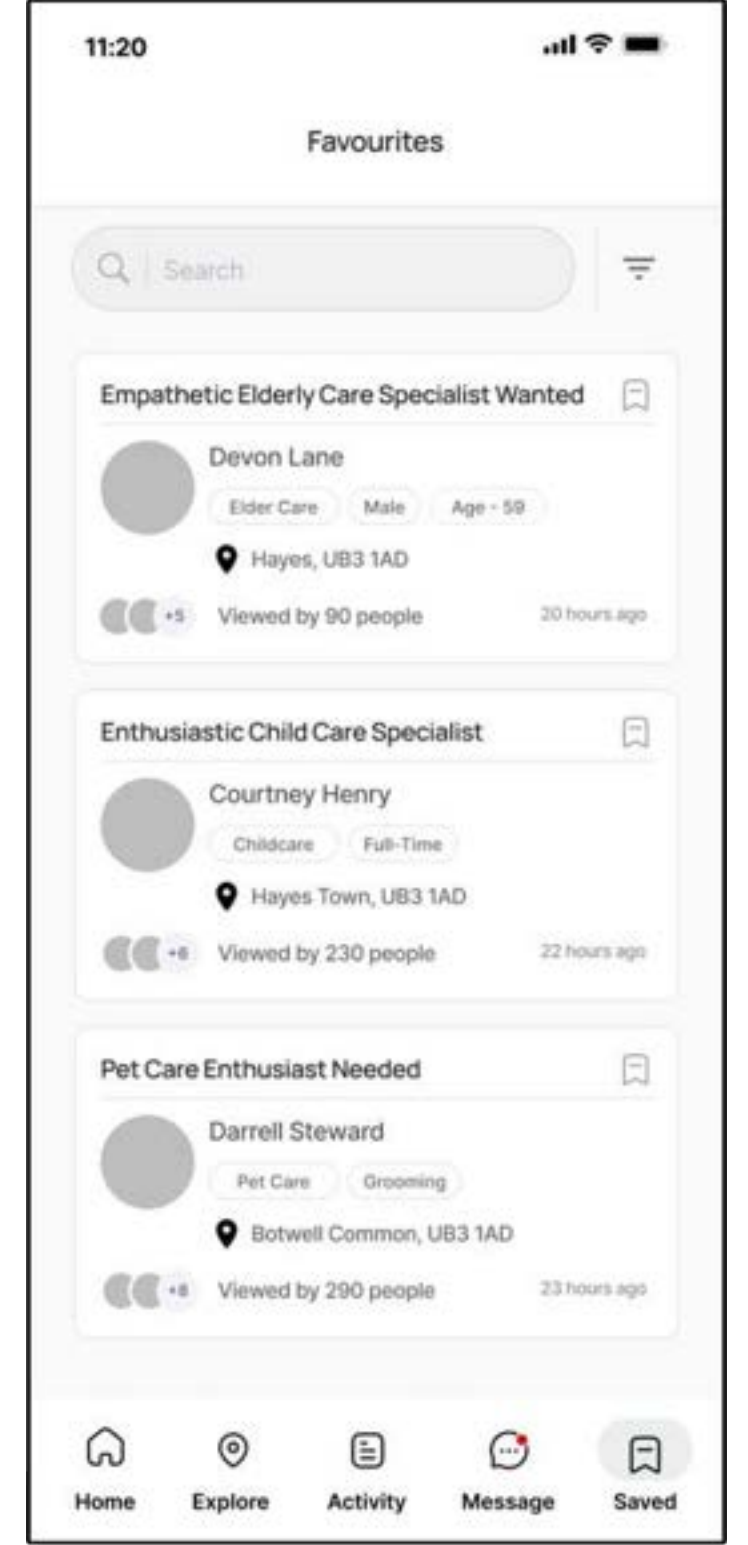 11:20
Favourites
Search
Empathetic Elderly Care Specialist Wanted
Devon Lane
Elder Care Male Age - 59
Hayes, UB3 1AD
+5 Viewed by 90 people 20 hours ago
Enthusiastic Child Care Specialist
Courtney Henry
Childcare Full-Time
Hayes Town, UB3 1AD
Viewed by 230 people 22 hours ago
Pet Care Enthusiast Needed
Darrell Steward
Pet Care Grooming
Botwell Common, UB3 1AD
Viewed by 290 people 23 hours ago
Home Explore Activity Message Saved